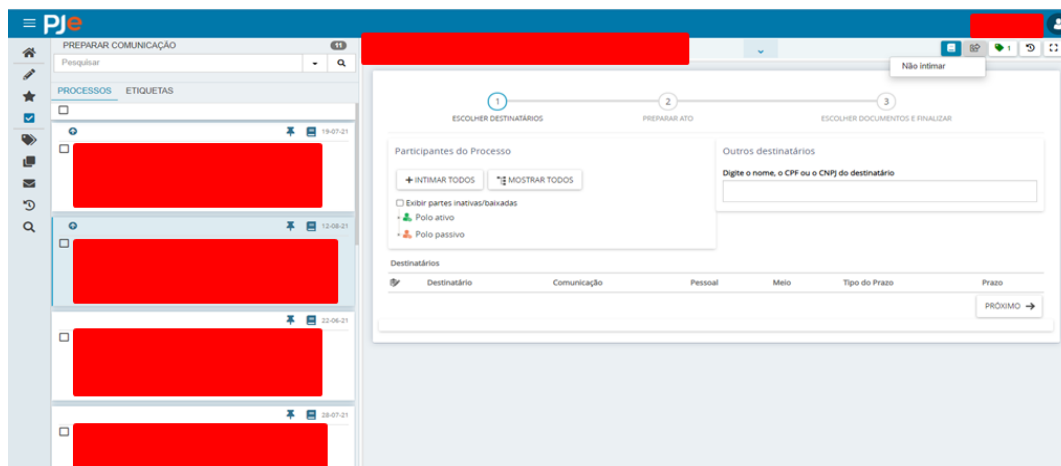 PJe
PREPARAR COMUNICAÇÃO 11
Pesquisar
PROCESSOS ETIQUETAS
19-07-21
12-08-21
22-06-21
28-07-21
1
Não intimar
1 2 3
ESCOLHER DESTINATÁRIOS PREPARAR ATO ESCOLHER DOCUMENTOS E FINALIZAR
Participantes do Processo
+ INTIMAR TODOS MOSTRAR TODOS
Exibir partes inativas/baixadas
Polo ativo
Polo passivo
Outros destinatários
Digite o nome, o CPF ou o CNPJ do destinatário
Destinatários
Destinatário Comunicação Pessoal Meio Tipo do Prazo Prazo
PRÓXIMO →